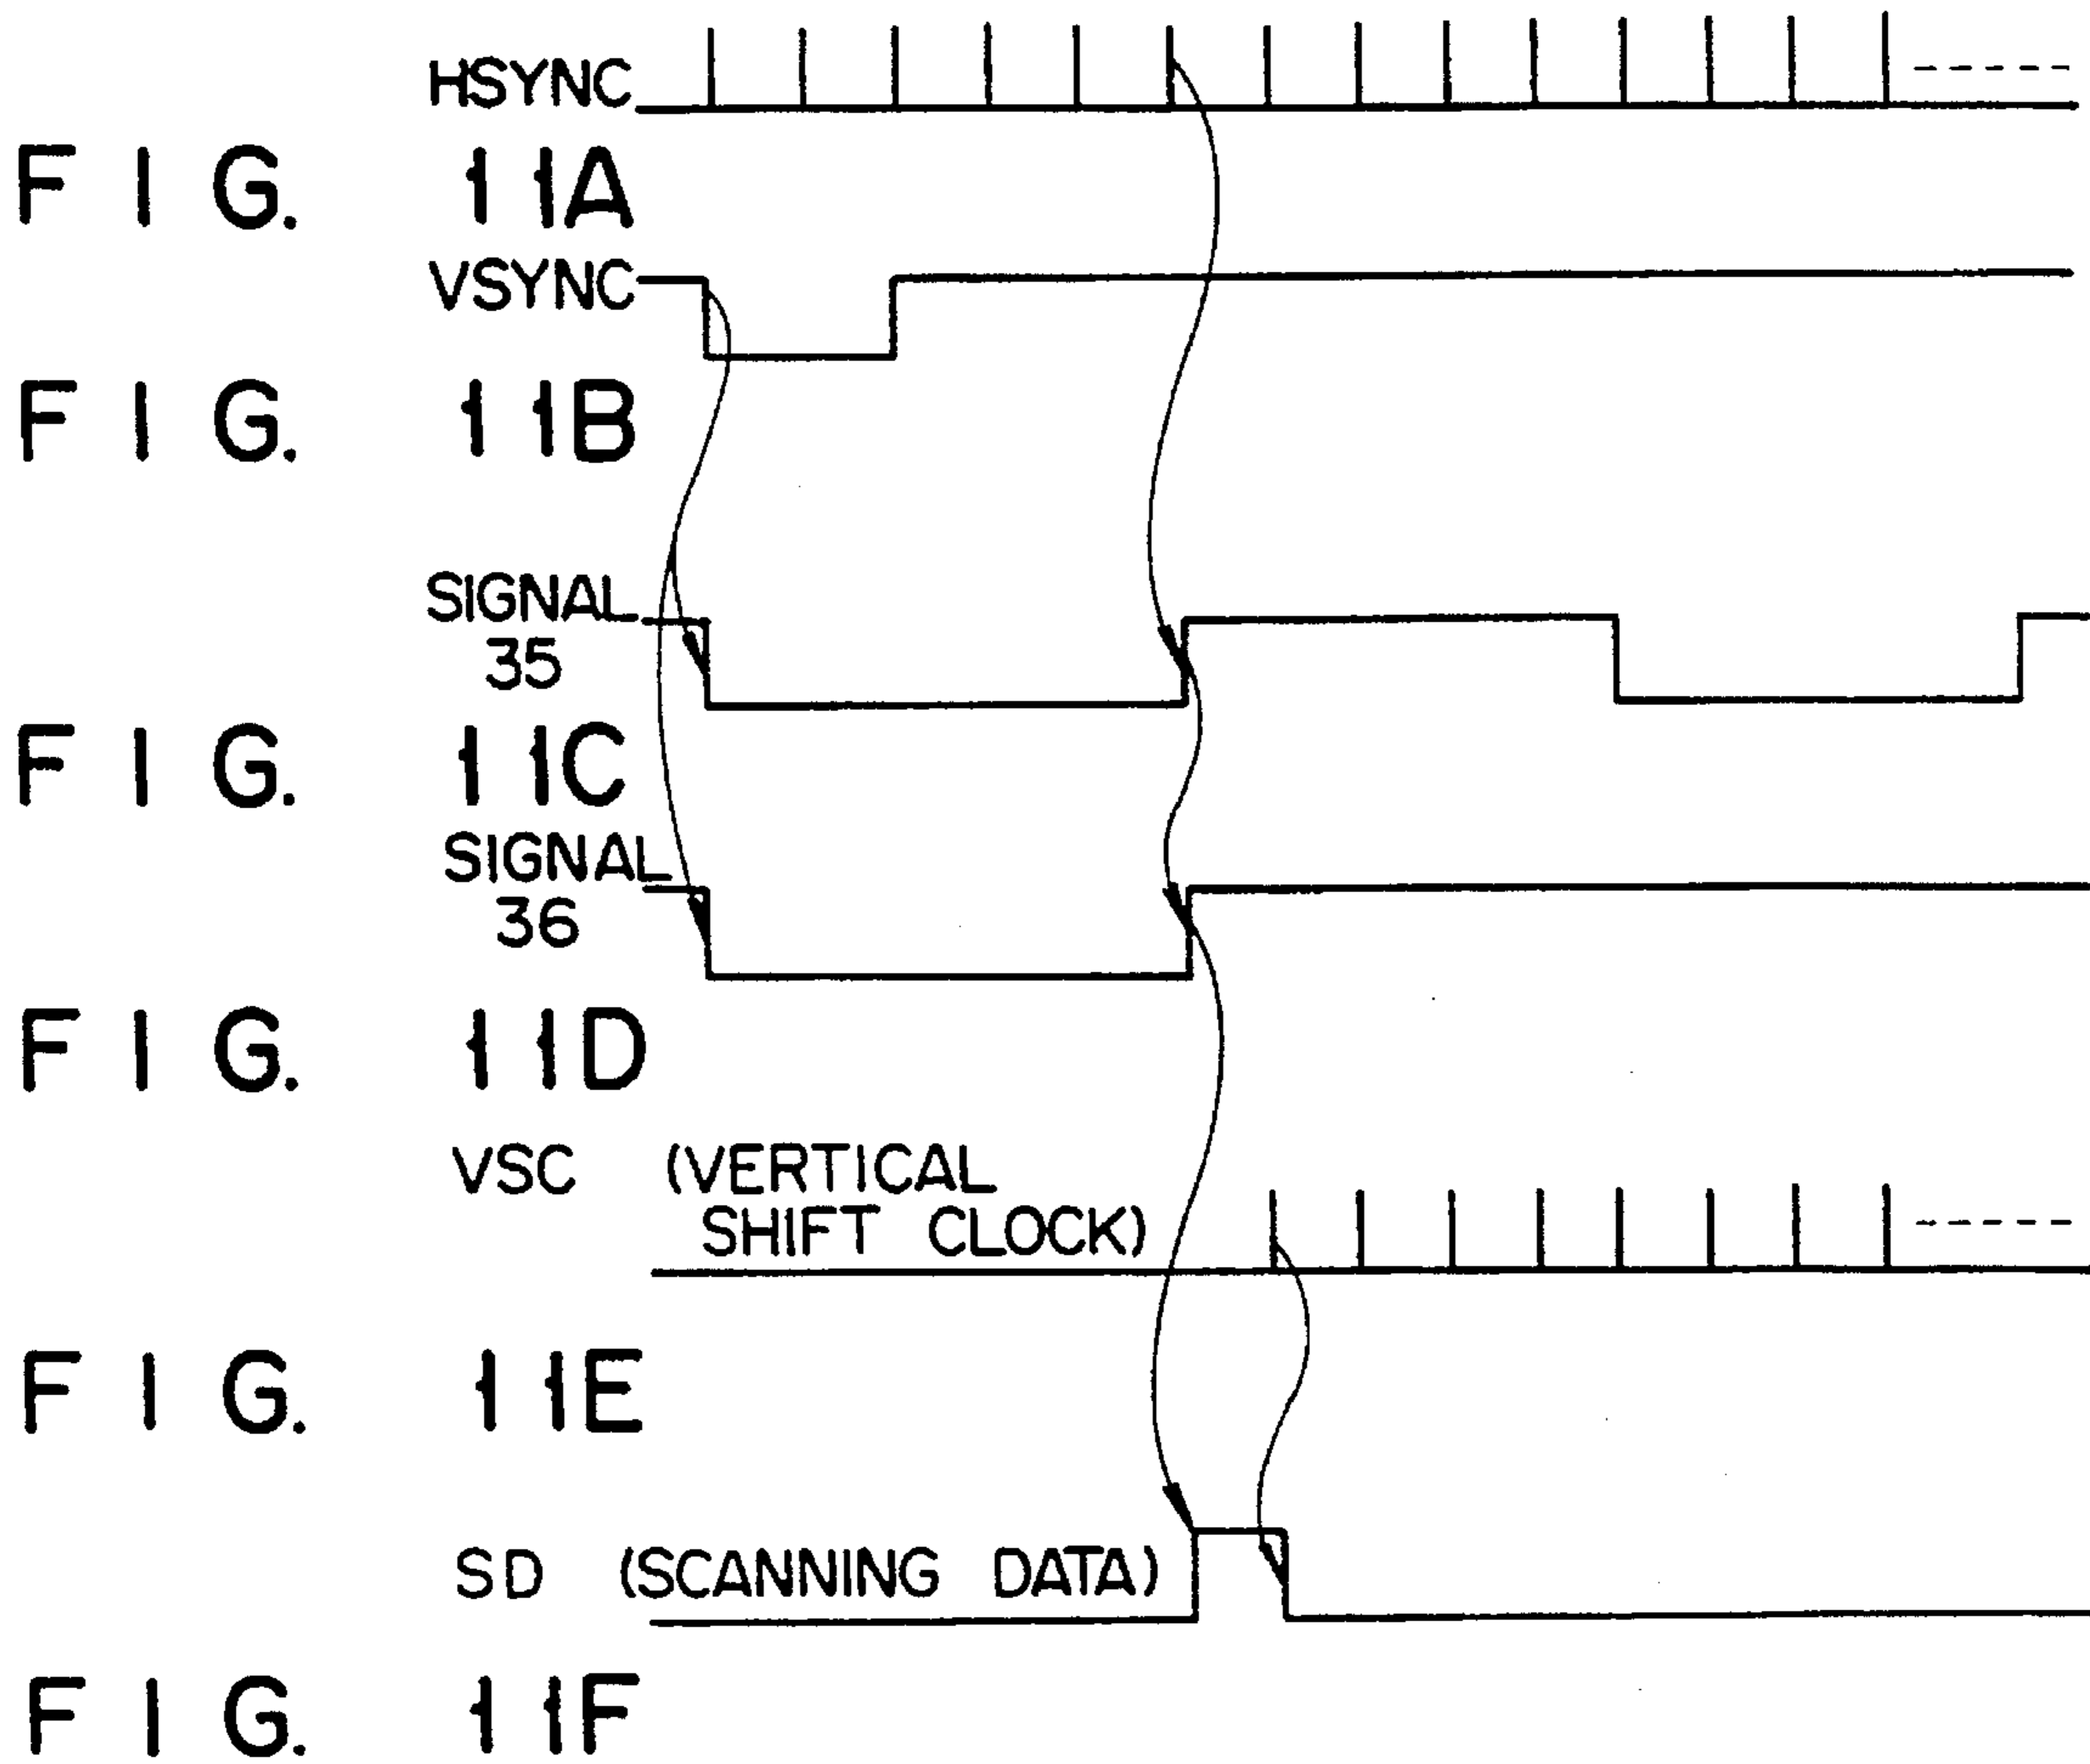 HSYNC
FIG. 11A
VSYNC
FIG. 11B
SIGNAL
35
FIG. 11C
SIGNAL
36
FIG. 11D
VSC (VERTICAL
SHIFT CLOCK)
FIG. 11E
SD (SCANNING DATA)
FIG. 11F